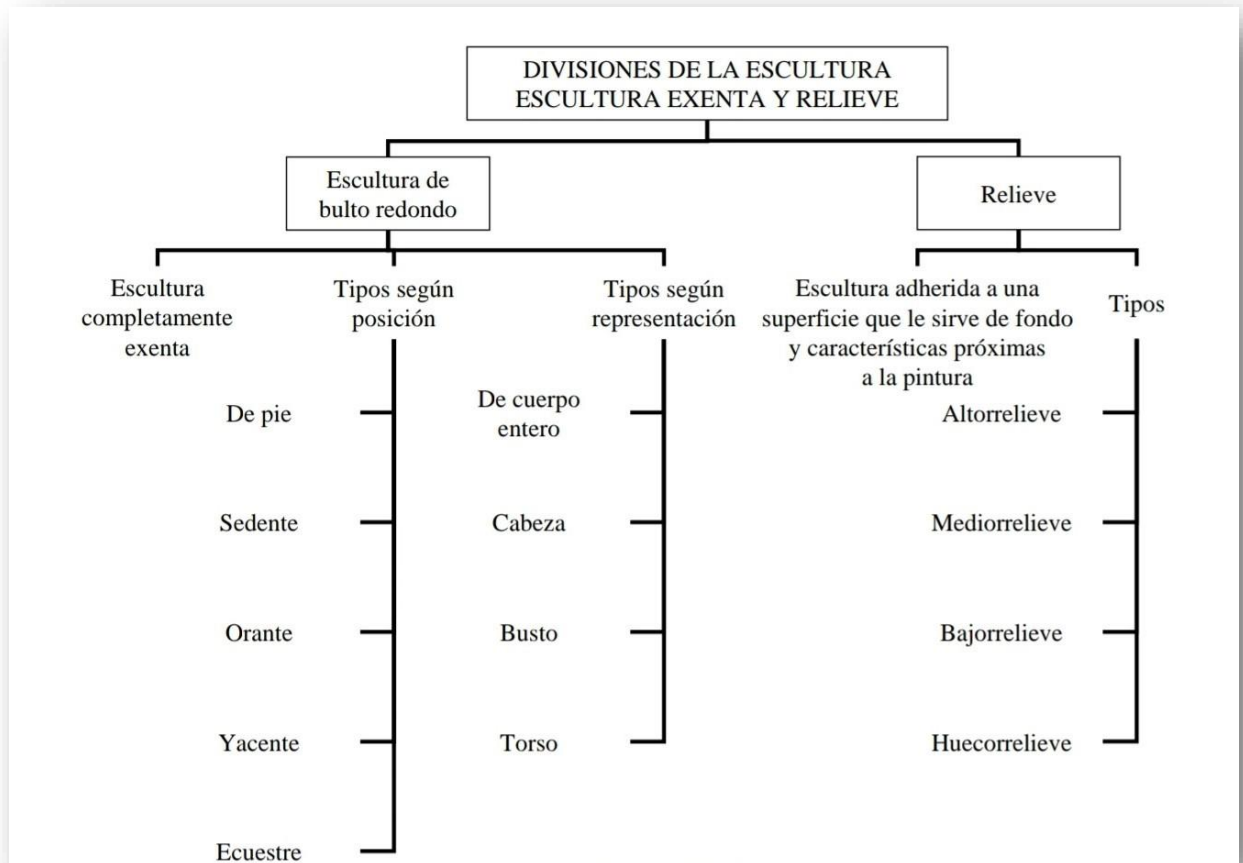 DIVISIONES DE LA ESCULTURA
ESCULTURA EXENTA Y RELIEVE
Escultura de
bulto redondo
Relieve
Escultura
completamente
exenta
Tipos según
posición
Tipos según
representación
Escultura adherida a una
superficie que le sirve de fondo
y características próximas
a la pintura
Tipos
De pie
Sedente
Orante
Yacente
Ecuestre
De cuerpo
entero
Cabeza
Busto
Torso
Altorrelieve
Mediorrelieve
Bajorrelieve
Huecorrelieve